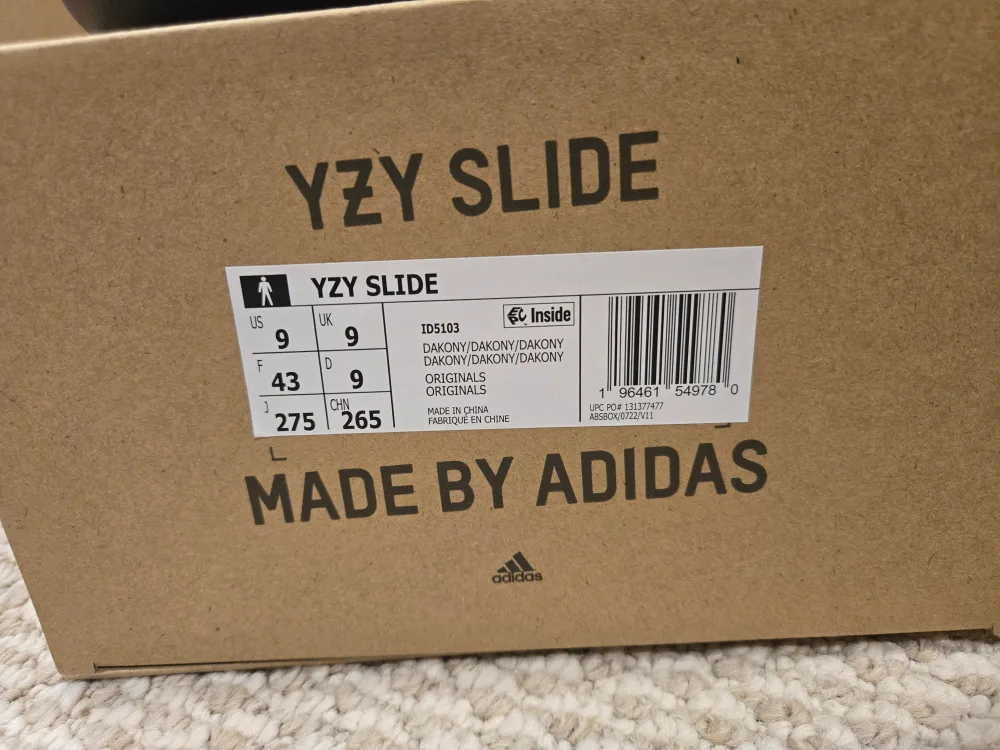 YZY SLIDE
YZY SLIDE
US 9 UK 9
F 43 D 9
J 275 CHN 265
Inside
ID5103
DAKONY/DAKONY/DAKONY
DAKONY/DAKONY/DAKONY
ORIGINALS
ORIGINALS
MADE IN CHINA
FABRIQUÉ EN CHINE
1 96461 54978 0
UPC PO# 131377477
ABSBOX/0722/V11
MADE BY ADIDAS
adidas